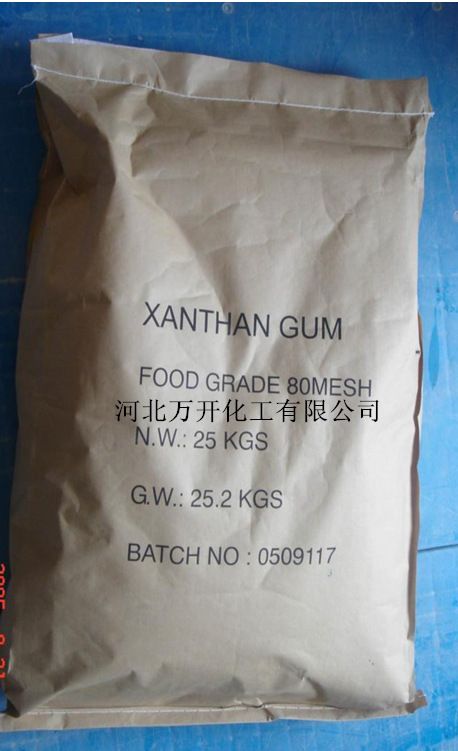 XANTHAN GUM
FOOD GRADE 80MESH
河北万开化工有限公司
N.W.: 25 KGS
G.W.: 25.2 KGS
BATCH NO : 0509117